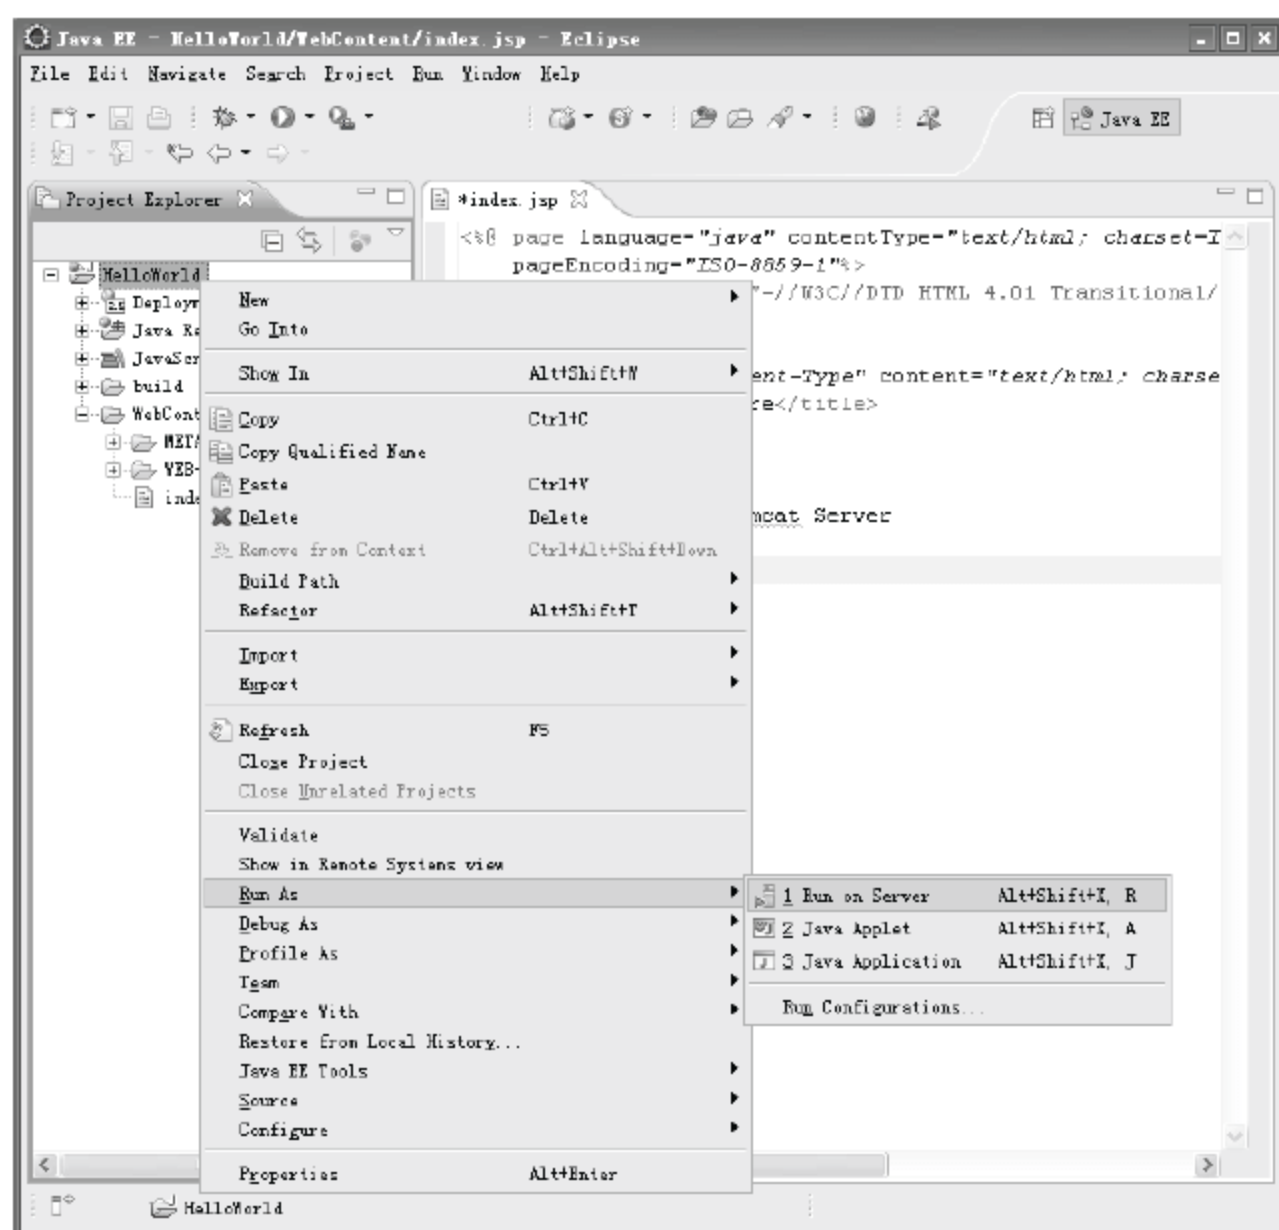 Java EE - HelloWorld/WebContent/index.jsp - Eclipse
File Edit Navigate Search Project Run Window Help
Java EE
Project Explorer
*index.jsp
<%@ page language="java" contentType="text/html; charset=I
pageEncoding="ISO-8859-1"%>
"-//W3C//DTD HTML 4.01 Transitional/
ent-Type" content="text/html; charse
re</title>
mcat Server
HelloWorld
Deploym
Java Re
JavaScr
build
WebCont
META
WEB-
inde
New
Go Into
Show In Alt+Shift+W
Copy Ctrl+C
Copy Qualified Name
Paste Ctrl+V
Delete Delete
Remove from Context Ctrl+Alt+Shift+Down
Build Path
Refactor Alt+Shift+T
Import
Export
Refresh F5
Close Project
Close Unrelated Projects
Validate
Show in Remote Systems view
Run As
Debug As
Profile As
Team
Compare With
Restore from Local History...
Java EE Tools
Source
Configure
Properties Alt+Enter
1 Run on Server Alt+Shift+X, R
2 Java Applet Alt+Shift+X, A
3 Java Application Alt+Shift+X, J
Run Configurations...
HelloWorld